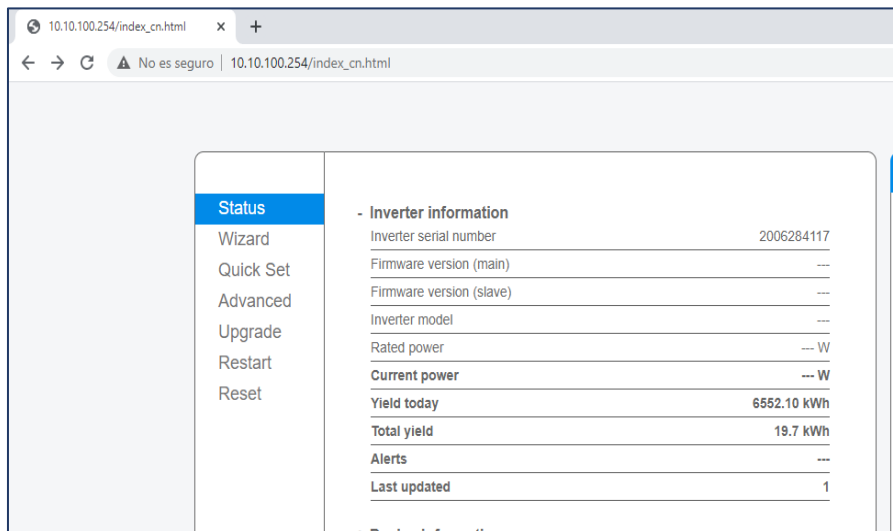 10.10.100.254/index_cn.html
No es seguro | 10.10.100.254/index_cn.html
Status
Wizard
Quick Set
Advanced
Upgrade
Restart
Reset
- Inverter information
Inverter serial number 2006284117
Firmware version (main) ---
Firmware version (slave) ---
Inverter model ---
Rated power --- W
Current power --- W
Yield today 6552.10 kWh
Total yield 19.7 kWh
Alerts ---
Last updated 1